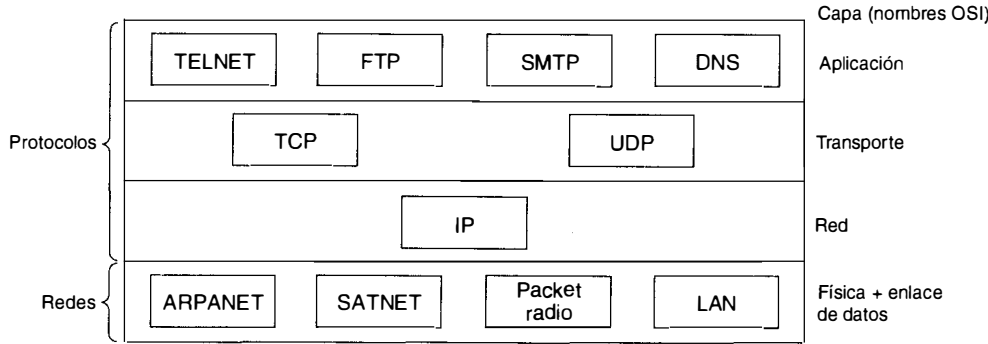 Capa (nombres OSI)
TELNET FTP SMTP DNS Aplicación
Protocolos TCP UDP Transporte
IP Red
Redes ARPANET SATNET Packet radio LAN Física + enlace de datos